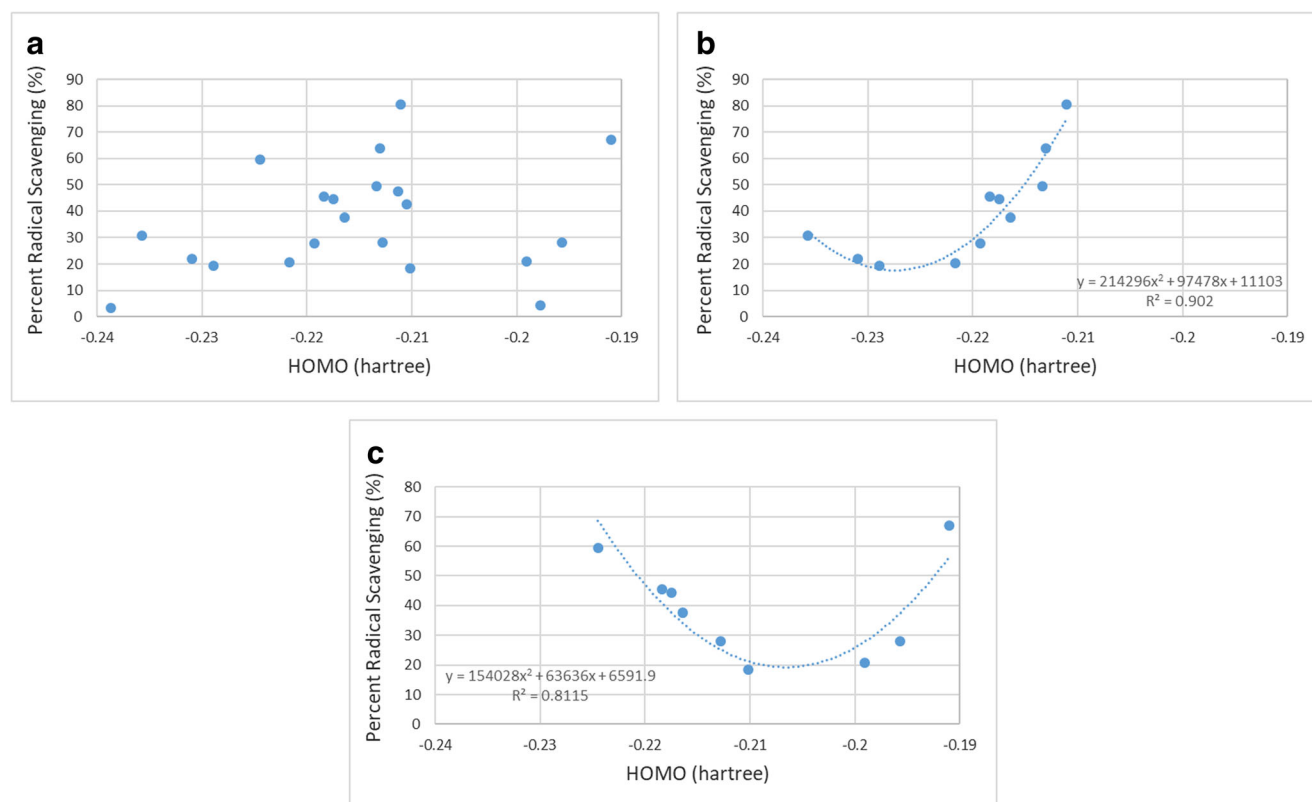 a
Percent Radical Scavenging (%)
90
80
70
60
50
40
30
20
10
0
-0.24 -0.23 -0.22 -0.21 -0.2 -0.19
HOMO (hartree)
b
Percent Radical Scavenging (%)
90
80
70
60
50
40
30
20
10
0
y = 214296x² + 97478x + 11103
R² = 0.902
-0.24 -0.23 -0.22 -0.21 -0.2 -0.19
HOMO (hartree)
c
Percent Radical Scavenging (%)
80
70
60
50
40
30
20
10
0
y = 154028x² + 63636x + 6591.9
R² = 0.8115
-0.24 -0.23 -0.22 -0.21 -0.2 -0.19
HOMO (hartree)